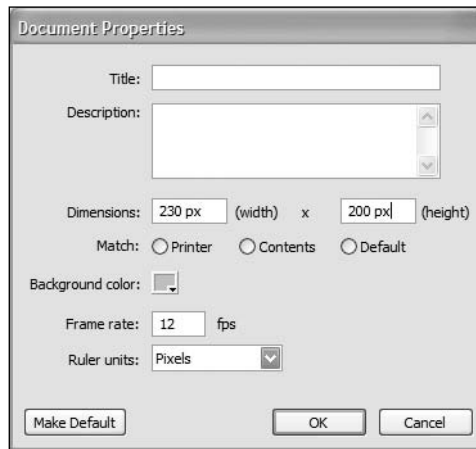 Document Properties
Title:
Description:
Dimensions: 230 px (width) x 200 px (height)
Match: Printer Contents Default
Background color:
Frame rate: 12 fps
Ruler units: Pixels
Make Default OK Cancel